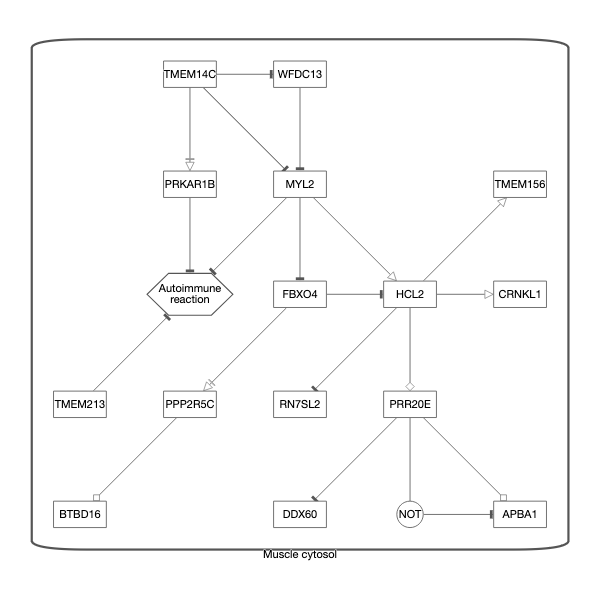 TMEM14C
WFDC13
PRKAR1B
MYL2
TMEM156
Autoimmune
reaction
FBXO4
HCL2
CRNKL1
TMEM213
PPP2R5C
RN7SL2
PRR20E
BTBD16
DDX60
NOT
APBA1
Muscle cytosol